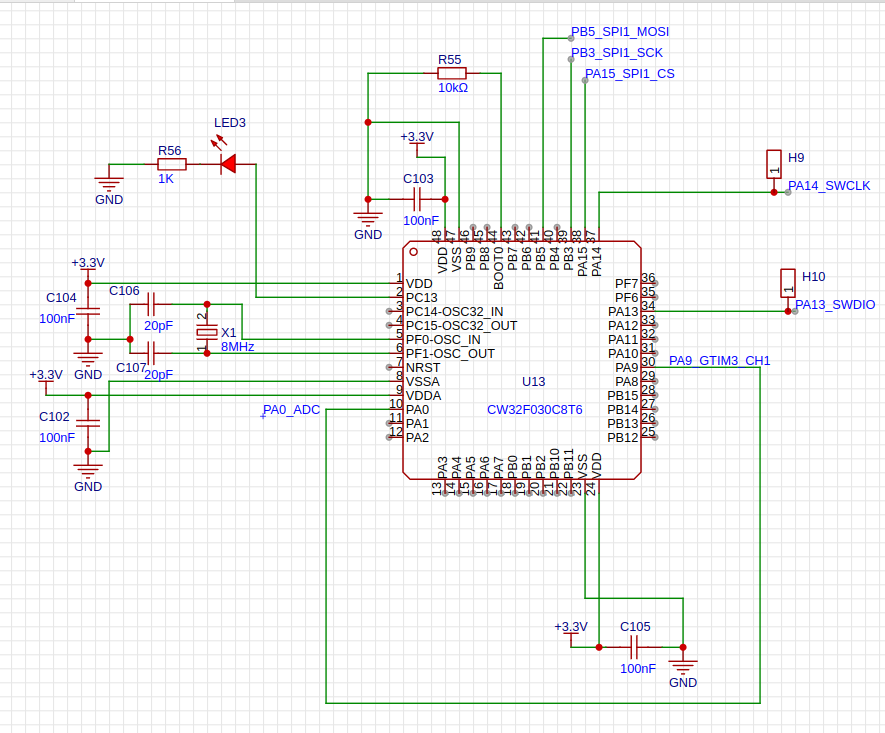 PB5_SPI1_MOSI
PB3_SPI1_SCK
PA15_SPI1_CS
R55
10kΩ
LED3
R56
1K
GND
+3.3V
C103
100nF
GND
H9
1
PA14_SWCLK
H10
1
PA13_SWDIO
48 47 46 45 44 43 42 41 40 39 38 37
VDD VSS PB9 PB8 BOOT0 PB7 PB6 PB5 PB4 PB3 PA15 PA14
+3.3V
C104
100nF
GND
C106
20pF
C107
20pF
2
X1
8MHz
1
+3.3V
C102
100nF
GND
PA0_ADC
1 VDD
2 PC13
3 PC14-OSC32_IN
4 PC15-OSC32_OUT
5 PF0-OSC_IN
6 PF1-OSC_OUT
7 NRST
8 VSSA
9 VDDA
10 PA0
11 PA1
12 PA2
U13
CW32F030C8T6
PF7 36
PF6 35
PA13 34
PA12 33
PA11 32
PA10 31
PA9 30
PA8 29
PB15 28
PB14 27
PB13 26
PB12 25
PA9_GTIM3_CH1
PA3 PA4 PA5 PA6 PA7 PB0 PB1 PB2 PB10 PB11 VSS VDD
13 14 15 16 17 18 19 20 21 22 23 24
+3.3V
C105
100nF
GND